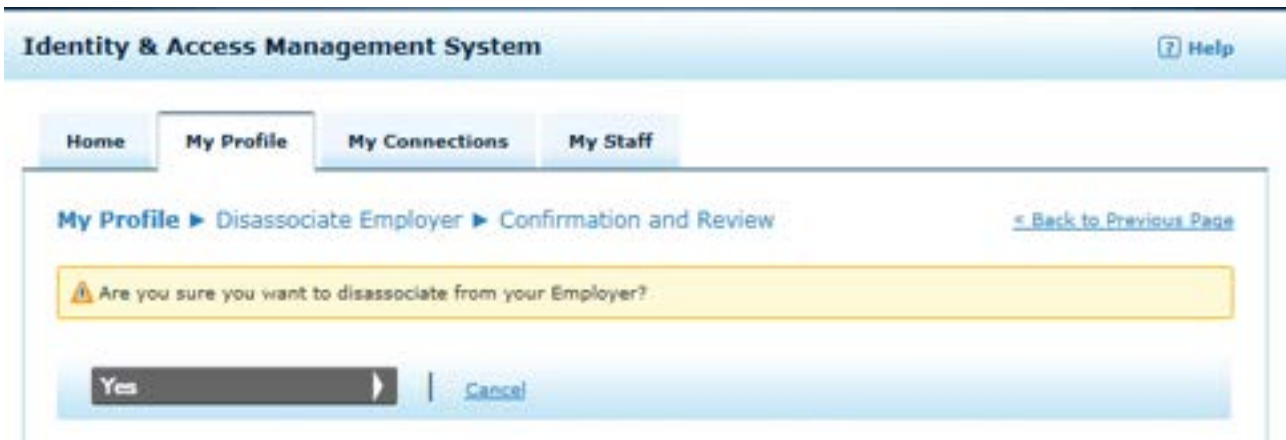 Identity & Access Management System
Help
Home My Profile My Connections My Staff
My Profile ► Disassociate Employer ► Confirmation and Review
< Back to Previous Page
Are you sure you want to disassociate from your Employer?
Yes
Cancel